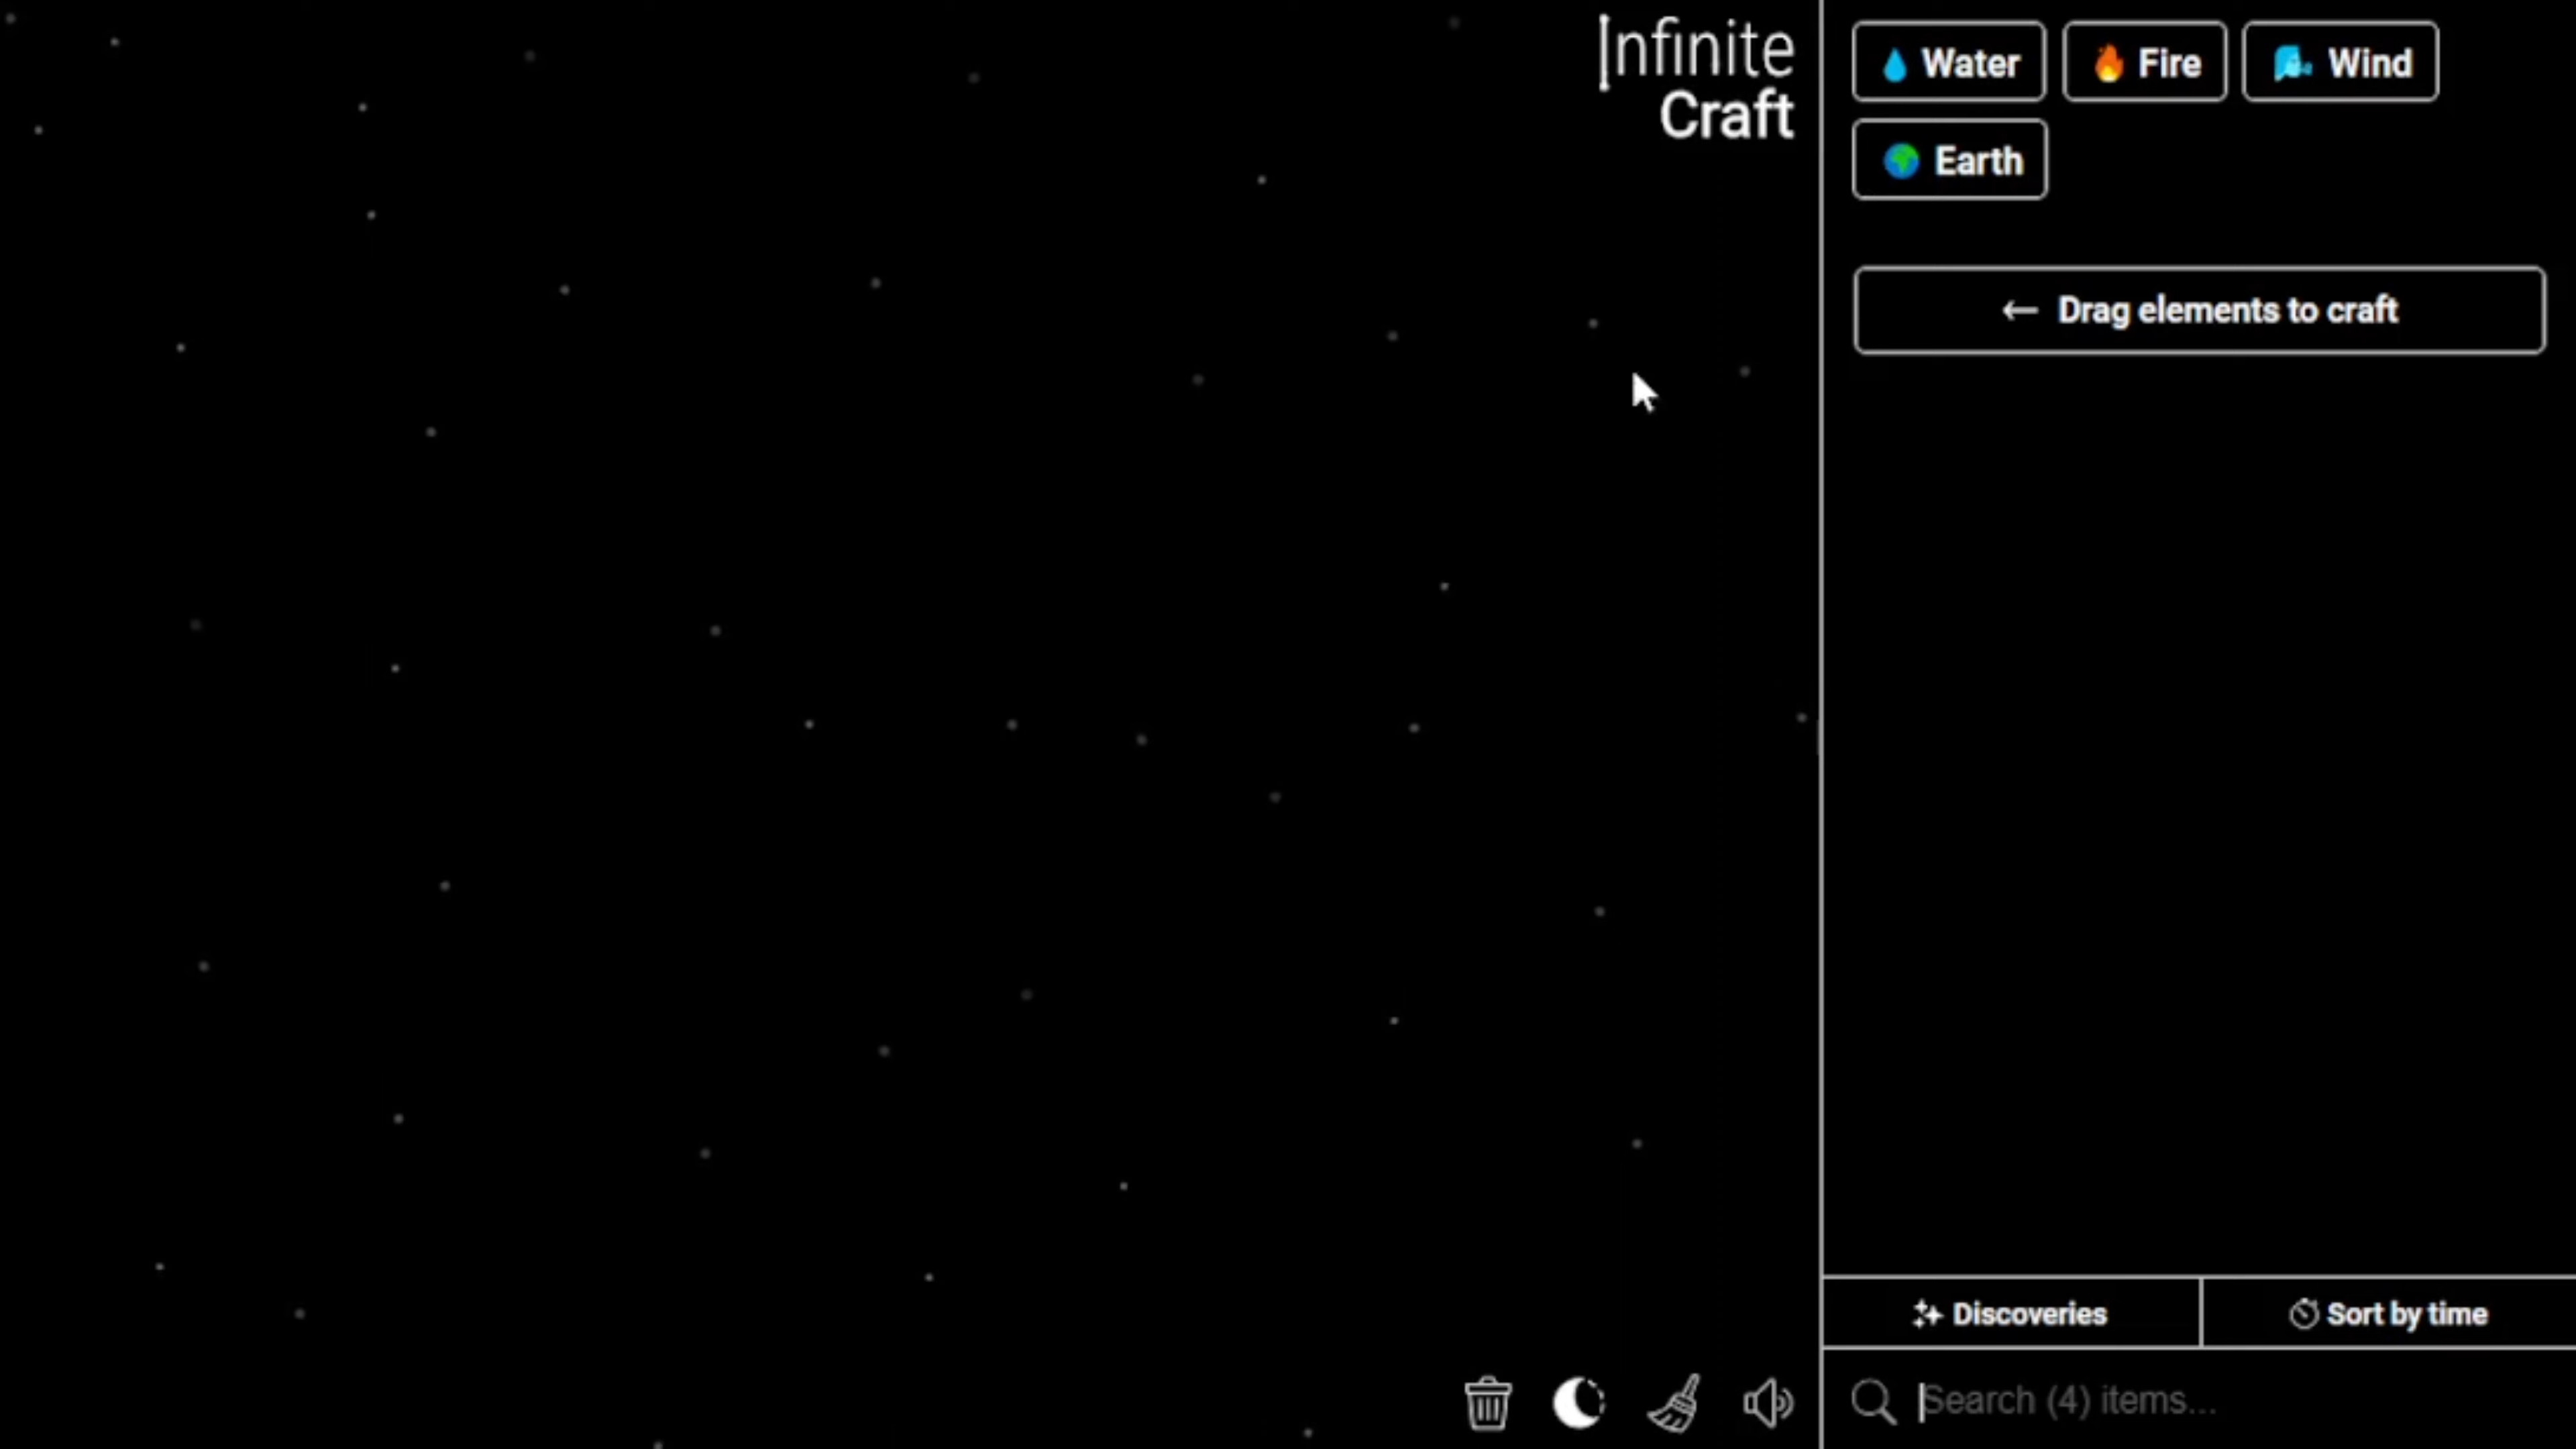 Infinite
Craft
Water
Fire
Wind
Earth
← Drag elements to craft
Discoveries
Sort by time
Search (4) items...